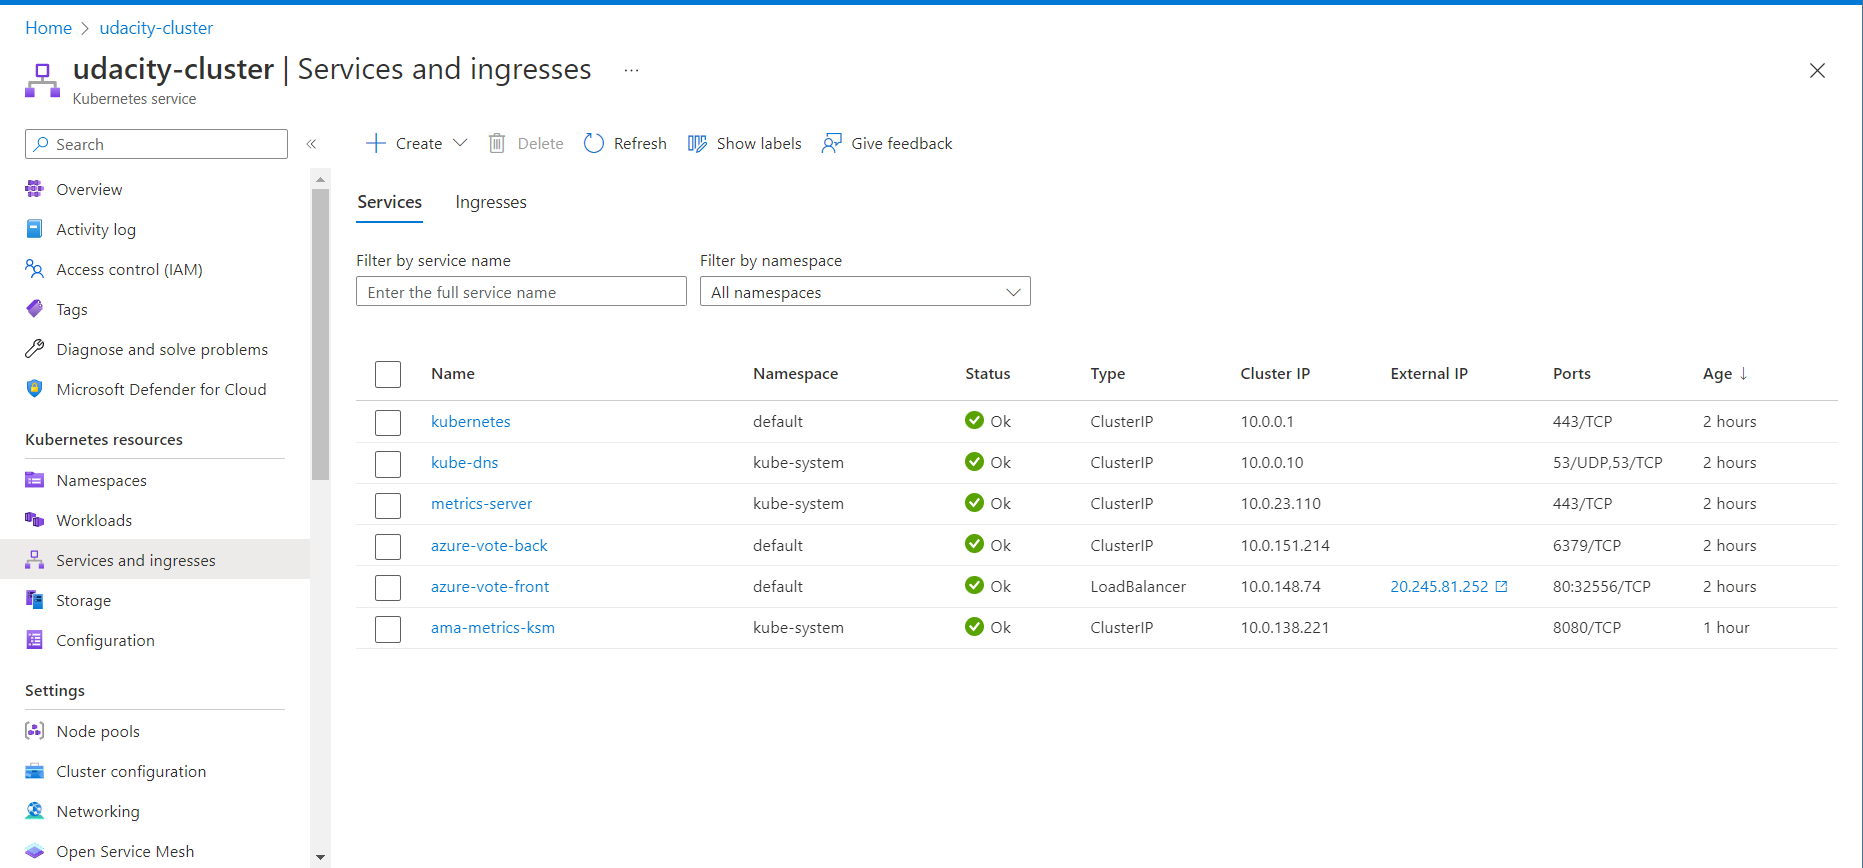 Home > udacity-cluster
udacity-cluster | Services and ingresses ...
Kubernetes service
Search «
Overview
Activity log
Access control (IAM)
Tags
Diagnose and solve problems
Microsoft Defender for Cloud
Kubernetes resources
Namespaces
Workloads
Services and ingresses
Storage
Configuration
Settings
Node pools
Cluster configuration
Networking
Open Service Mesh
Create Delete Refresh Show labels Give feedback
Services Ingresses
Filter by service name Filter by namespace
Enter the full service name All namespaces
Name Namespace Status Type Cluster IP External IP Ports Age ↓
kubernetes default Ok ClusterIP 10.0.0.1 443/TCP 2 hours
kube-dns kube-system Ok ClusterIP 10.0.0.10 53/UDP,53/TCP 2 hours
metrics-server kube-system Ok ClusterIP 10.0.23.110 443/TCP 2 hours
azure-vote-back default Ok ClusterIP 10.0.151.214 6379/TCP 2 hours
azure-vote-front default Ok LoadBalancer 10.0.148.74 20.245.81.252 80:32556/TCP 2 hours
ama-metrics-ksm kube-system Ok ClusterIP 10.0.138.221 8080/TCP 1 hour